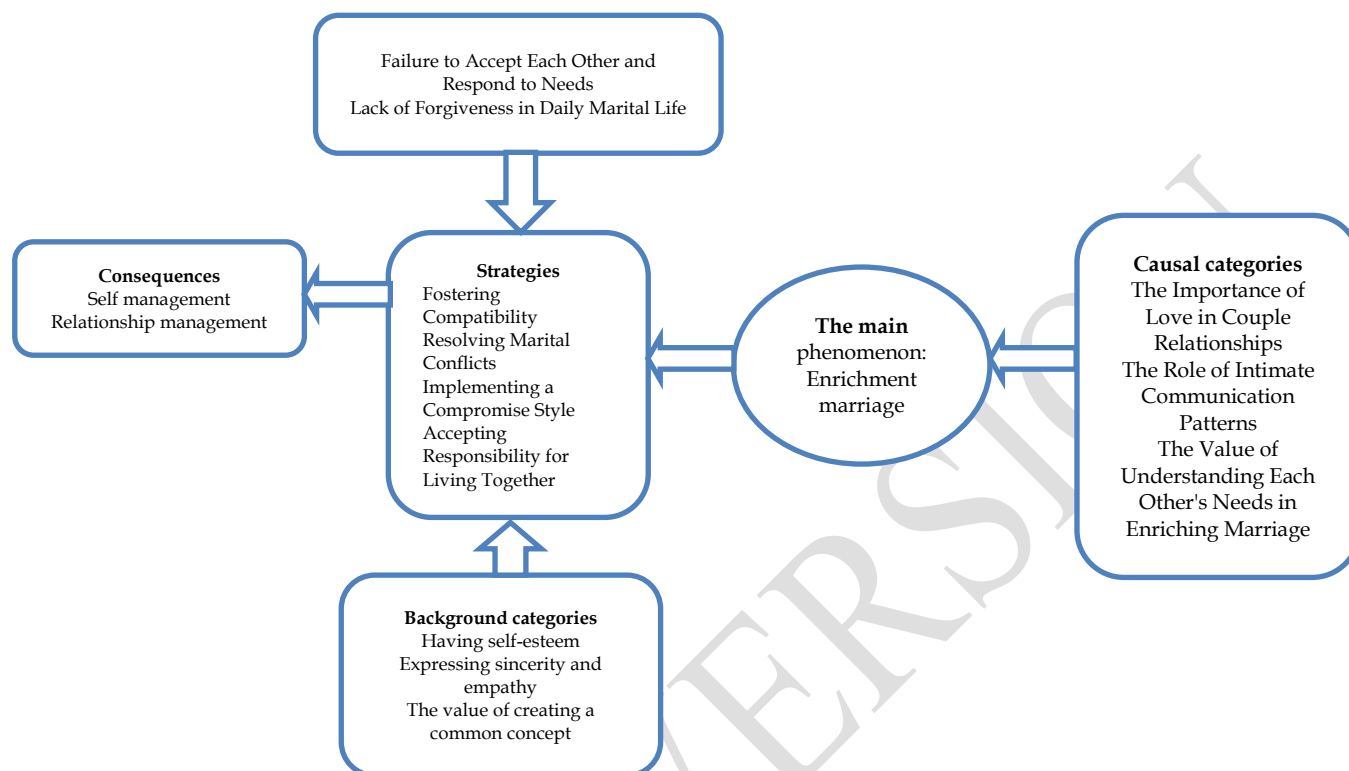 Failure to Accept Each Other and
Respond to Needs
Lack of Forgiveness in Daily Marital Life
Consequences
Self management
Relationship management
Strategies
Fostering
Compatibility
Resolving Marital
Conflicts
Implementing a
Compromise Style
Accepting
Responsibility for
Living Together
The main
phenomenon:
Enrichment
marriage
Causal categories
The Importance of
Love in Couple
Relationships
The Role of Intimate
Communication
Patterns
The Value of
Understanding Each
Other's Needs in
Enriching Marriage
Background categories
Having self-esteem
Expressing sincerity and
empathy
The value of creating a
common concept
VERSION